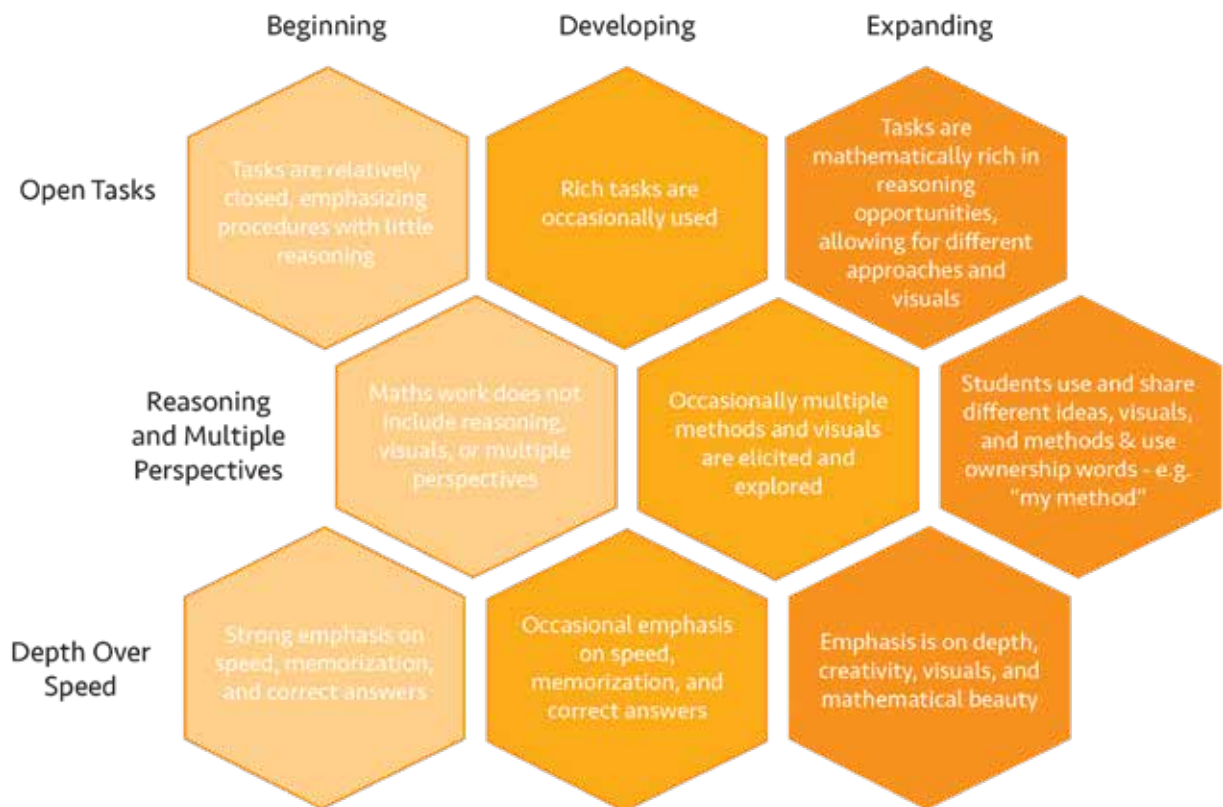 Beginning
Developing
Expanding
Open Tasks
Tasks are relatively
closed, emphasizing
procedures with little
reasoning
Rich tasks are
occasionally used
Tasks are
mathematically rich in
reasoning
opportunities,
allowing for different
approaches and
visuals
Reasoning
and Multiple
Perspectives
Maths work does not
include reasoning,
visuals, or multiple
perspectives
Occasionally multiple
methods and visuals
are elicited and
explored
Students use and share
different ideas, visuals,
and methods & use
ownership words - e.g.
"my method"
Depth Over
Speed
Strong emphasis on
speed, memorization,
and correct answers
Occasional emphasis
on speed,
memorization, and
correct answers
Emphasis is on depth,
creativity, visuals, and
mathematical beauty